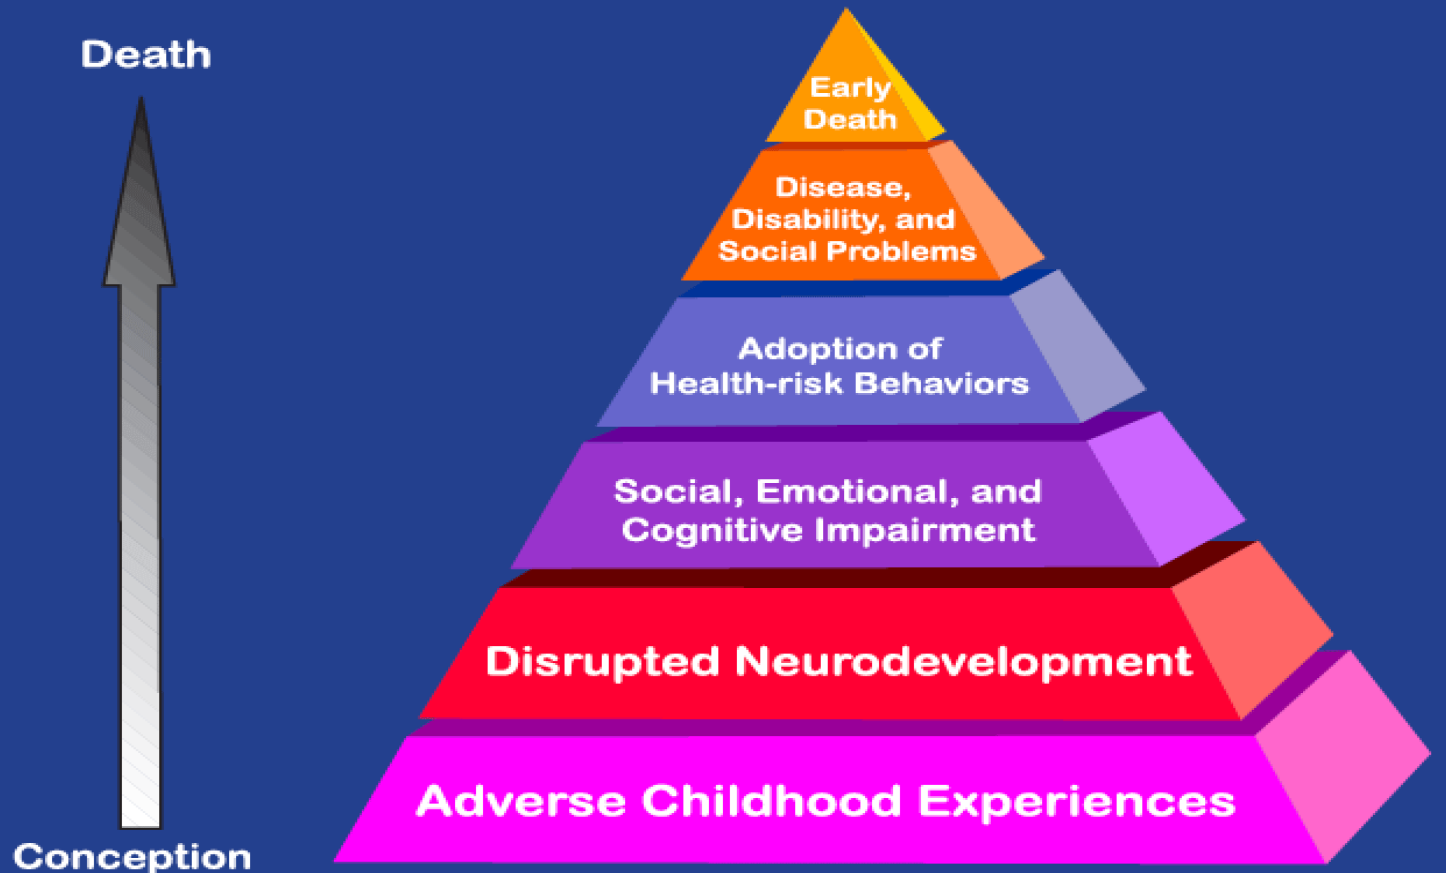 Death
Early
Death
Disease,
Disability, and
Social Problems
Adoption of
Health-risk Behaviors
Social, Emotional, and
Cognitive Impairment
Disrupted Neurodevelopment
Adverse Childhood Experiences
Conception